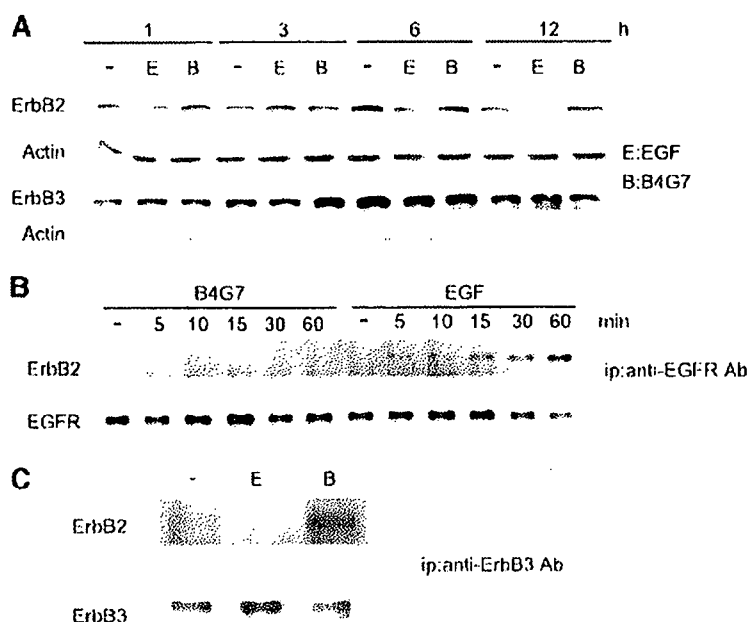 A
1 3 6 12 h
- E B - E B - E B - E B
ErbB2
Actin
E:EGF
B:B4G7
ErbB3
Actin
B
B4G7 EGF
- 5 10 15 30 60 - 5 10 15 30 60 min
ErbB2
ip:anti-EGFR Ab
EGFR
C
- E B
ErbB2
ip:anti-ErbB3 Ab
ErbB3